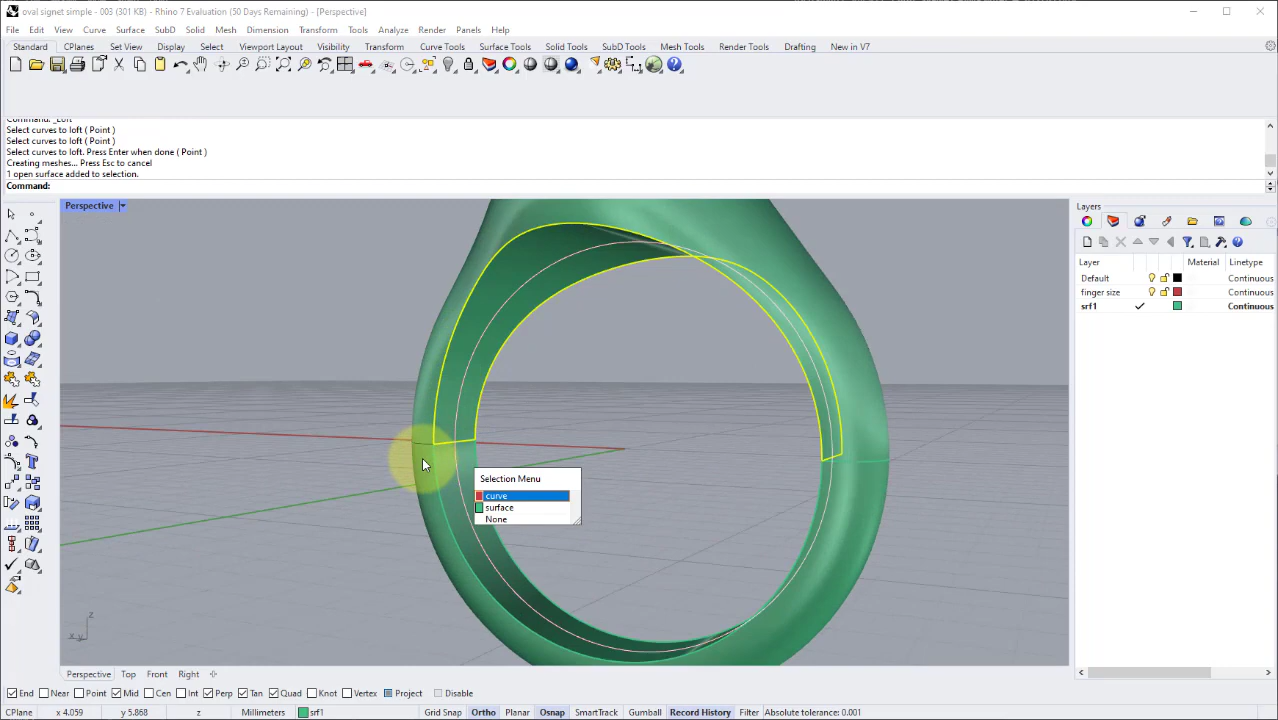 oval signet simple - 003 (301 KB) - Rhino 7 Evaluation (50 Days Remaining) - [Perspective]
File Edit View Curve Surface SubD Solid Mesh Dimension Transform Tools Analyze Render Panels Help
Standard CPlanes Set View Display Select Viewport Layout Visibility Transform Curve Tools Surface Tools Solid Tools SubD Tools Mesh Tools Render Tools Drafting New in V7
Command: _Loft
Select curves to loft ( Point )
Select curves to loft ( Point )
Select curves to loft. Press Enter when done ( Point )
Creating meshes... Press Esc to cancel
1 open surface added to selection.
Command:
Perspective
Layers
Layer Material Linetype
Default Continuous
finger size Continuous
srf1 Continuous
Selection Menu
curve
surface
None
z
x y
Perspective Top Front Right
End Near Point Mid Cen Int Perp Tan Quad Knot Vertex Project Disable
CPlane x 4.059 y 5.868 z Millimeters srf1 Grid Snap Ortho Planar Osnap SmartTrack Gumball Record History Filter Absolute tolerance: 0.001